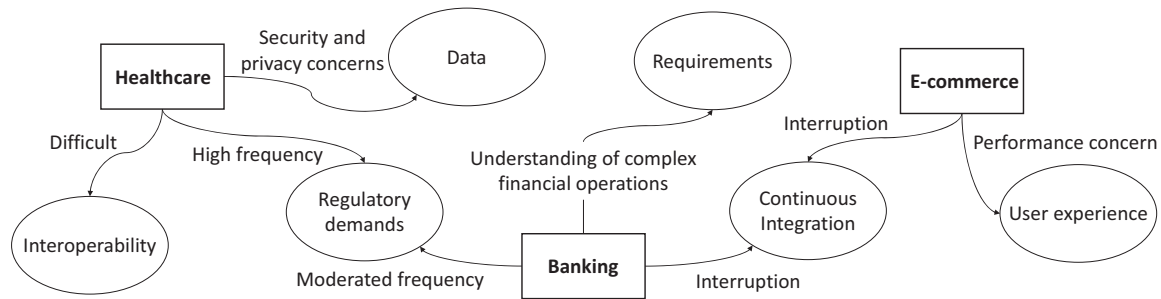 Security and
privacy concerns
Data
Requirements
Healthcare
E-commerce
Difficult
High frequency
Interruption
Performance concern
Understanding of complex
financial operations
Interoperability
Regulatory
demands
Continuous
Integration
User experience
Moderated frequency
Banking
Interruption